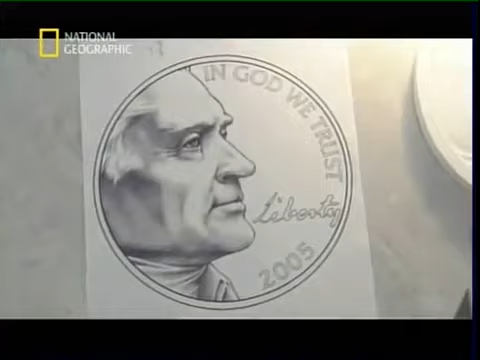 NATIONAL
GEOGRAPHIC
IN GOD WE TRUST
Liberty
2005